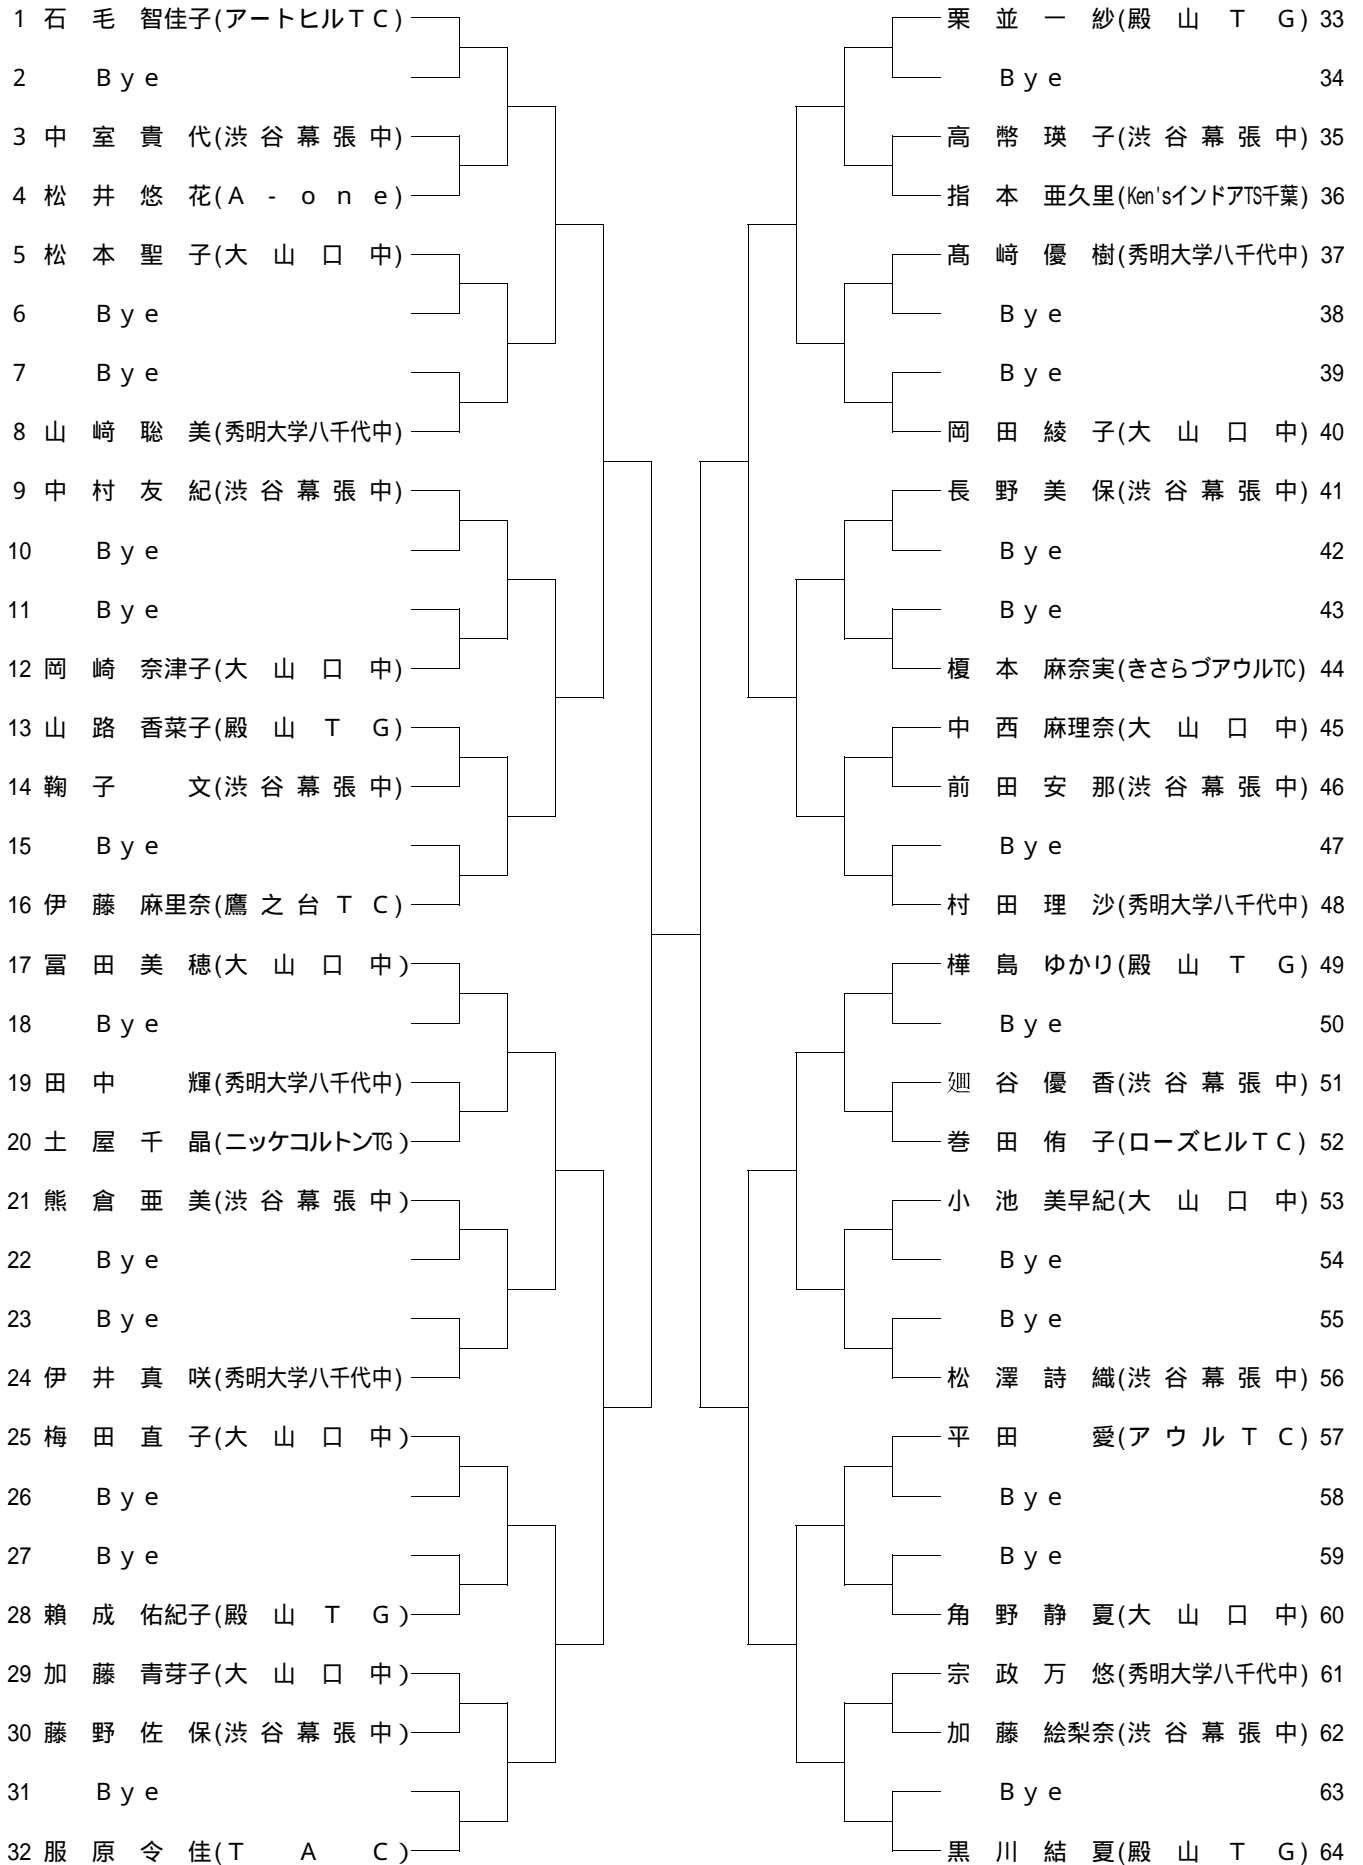 1 石 毛 智佳子(アートヒルTC)
2 Bye
3 中 室 貴 代(渋谷幕張中)
4 松 井 悠 花(A-one)
5 松 本 聖 子(大山口中)
6 Bye
7 Bye
8 山 﨑 聡 美(秀明大学八千代中)
9 中 村 友 紀(渋谷幕張中)
10 Bye
11 Bye
12 岡 崎 奈津子(大山口中)
13 山 路 香菜子(殿山TG)
14 鞠 子 文(渋谷幕張中)
15 Bye
16 伊 藤 麻里奈(鷹之台TC)
17 冨 田 美 穂(大山口中)
18 Bye
19 田 中 輝(秀明大学八千代中)
20 土 屋 千 晶(ニッケコルトンTG)
21 熊 倉 亜 美(渋谷幕張中)
22 Bye
23 Bye
24 伊 井 真 咲(秀明大学八千代中)
25 梅 田 直 子(大山口中)
26 Bye
27 Bye
28 頼 成 佑紀子(殿山TG)
29 加 藤 青芽子(大山口中)
30 藤 野 佐 保(渋谷幕張中)
31 Bye
32 服 原 令 佳(TAC)
栗 並 一 紗(殿山TG) 33
Bye 34
高 幣 瑛 子(渋谷幕張中) 35
指 本 亜久里(Ken'sインドアTS千葉) 36
髙 﨑 優 樹(秀明大学八千代中) 37
Bye 38
Bye 39
岡 田 綾 子(大山口中) 40
長 野 美 保(渋谷幕張中) 41
Bye 42
Bye 43
榎 本 麻奈実(きさらづアウルTC) 44
中 西 麻理奈(大山口中) 45
前 田 安 那(渋谷幕張中) 46
Bye 47
村 田 理 沙(秀明大学八千代中) 48
樺 島 ゆかり(殿山TG) 49
Bye 50
廽 谷 優 香(渋谷幕張中) 51
巻 田 侑 子(ローズヒルTC) 52
小 池 美早紀(大山口中) 53
Bye 54
Bye 55
松 澤 詩 織(渋谷幕張中) 56
平 田 愛(アウルTC) 57
Bye 58
Bye 59
角 野 静 夏(大山口中) 60
宗 政 万 悠(秀明大学八千代中) 61
加 藤 絵梨奈(渋谷幕張中) 62
Bye 63
黒 川 結 夏(殿山TG) 64